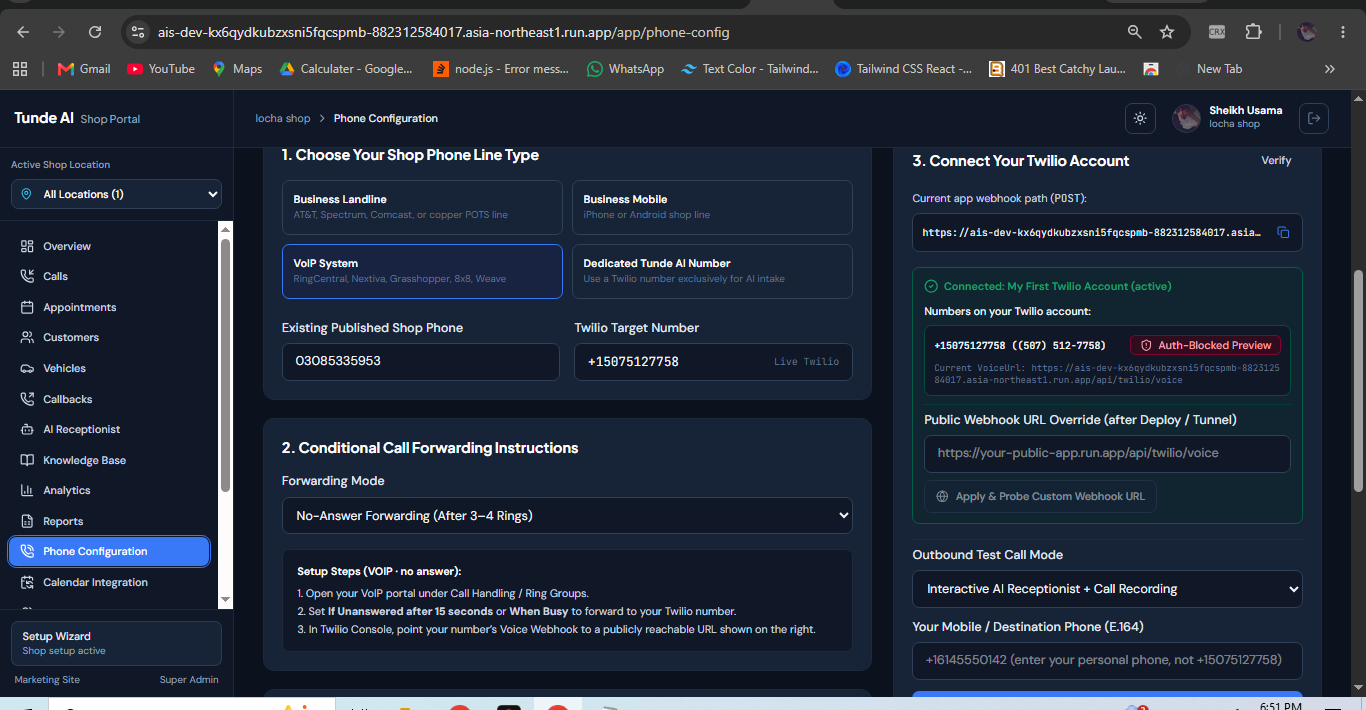 ais-dev-kx6qydkubzxsni5fqcspmb-882312584017.asia-northeast1.run.app/app/phone-config
CRX
Gmail
YouTube
Maps
Calculater - Google...
node.js - Error mess...
WhatsApp
Text Color - Tailwind...
Tailwind CSS React -...
401 Best Catchy Lau...
New Tab
Tunde AI Shop Portal
locha shop > Phone Configuration
Sheikh Usama
locha shop
Active Shop Location
All Locations (1)
Overview
Calls
Appointments
Customers
Vehicles
Callbacks
AI Receptionist
Knowledge Base
Analytics
Reports
Phone Configuration
Calendar Integration
Setup Wizard
Shop setup active
Marketing Site
Super Admin
1. Choose Your Shop Phone Line Type
Business Landline
AT&T, Spectrum, Comcast, or copper POTS line
Business Mobile
iPhone or Android shop line
VoIP System
RingCentral, Nextiva, Grasshopper, 8x8, Weave
Dedicated Tunde AI Number
Use a Twilio number exclusively for AI intake
Existing Published Shop Phone
03085335953
Twilio Target Number
+15075127758
Live Twilio
2. Conditional Call Forwarding Instructions
Forwarding Mode
No-Answer Forwarding (After 3–4 Rings)
Setup Steps (VOIP · no answer):
1. Open your VoIP portal under Call Handling / Ring Groups.
2. Set If Unanswered after 15 seconds or When Busy to forward to your Twilio number.
3. In Twilio Console, point your number's Voice Webhook to a publicly reachable URL shown on the right.
3. Connect Your Twilio Account
Verify
Current app webhook path (POST):
https://ais-dev-kx6qydkubzxsni5fqcspmb-882312584017.asia…
Connected: My First Twilio Account (active)
Numbers on your Twilio account:
+15075127758 ((507) 512-7758)
Auth-Blocked Preview
Current VoiceUrl: https://ais-dev-kx6qydkubzxsni5fqcspmb-8823125
84017.asia-northeast1.run.app/api/twilio/voice
Public Webhook URL Override (after Deploy / Tunnel)
https://your-public-app.run.app/api/twilio/voice
Apply & Probe Custom Webhook URL
Outbound Test Call Mode
Interactive AI Receptionist + Call Recording
Your Mobile / Destination Phone (E.164)
+16145550142 (enter your personal phone, not +15075127758)
6:51 PM